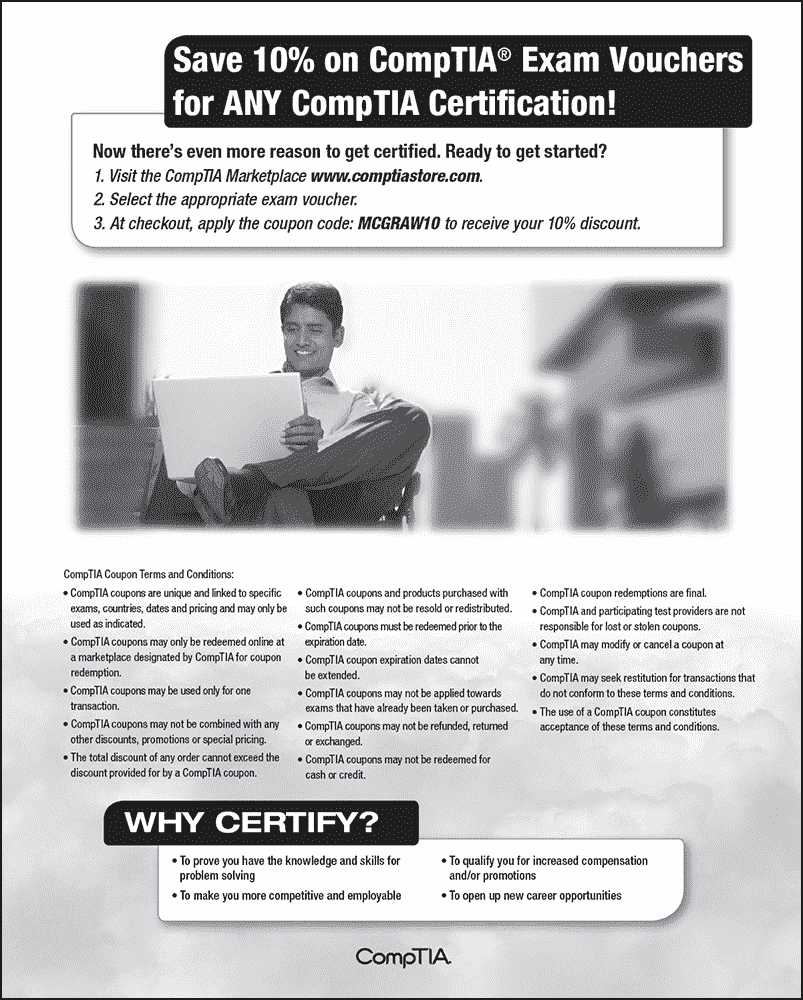 Save 10% on CompTIA® Exam Vouchers
for ANY CompTIA Certification!
Now there's even more reason to get certified. Ready to get started?
1. Visit the CompTIA Marketplace www.comptiastore.com.
2. Select the appropriate exam voucher.
3. At checkout, apply the coupon code: MCGRAW10 to receive your 10% discount.
CompTIA Coupon Terms and Conditions:
• CompTIA coupons are unique and linked to specific
exams, countries, dates and pricing and may only be
used as indicated.
• CompTIA coupons may only be redeemed online at
a marketplace designated by CompTIA for coupon
redemption.
• CompTIA coupons may be used only for one
transaction.
• CompTIA coupons may not be combined with any
other discounts, promotions or special pricing.
• The total discount of any order cannot exceed the
discount provided for by a CompTIA coupon.
• CompTIA coupons and products purchased with
such coupons may not be resold or redistributed.
• CompTIA coupons must be redeemed prior to the
expiration date.
• CompTIA coupon expiration dates cannot
be extended.
• CompTIA coupons may not be applied towards
exams that have already been taken or purchased.
• CompTIA coupons may not be refunded, returned
or exchanged.
• CompTIA coupons may not be redeemed for
cash or credit.
• CompTIA coupon redemptions are final.
• CompTIA and participating test providers are not
responsible for lost or stolen coupons.
• CompTIA may modify or cancel a coupon at
any time.
• CompTIA may seek restitution for transactions that
do not conform to these terms and conditions.
• The use of a CompTIA coupon constitutes
acceptance of these terms and conditions.
WHY CERTIFY?
• To prove you have the knowledge and skills for
problem solving
• To make you more competitive and employable
• To qualify you for increased compensation
and/or promotions
• To open up new career opportunities
CompTIA.